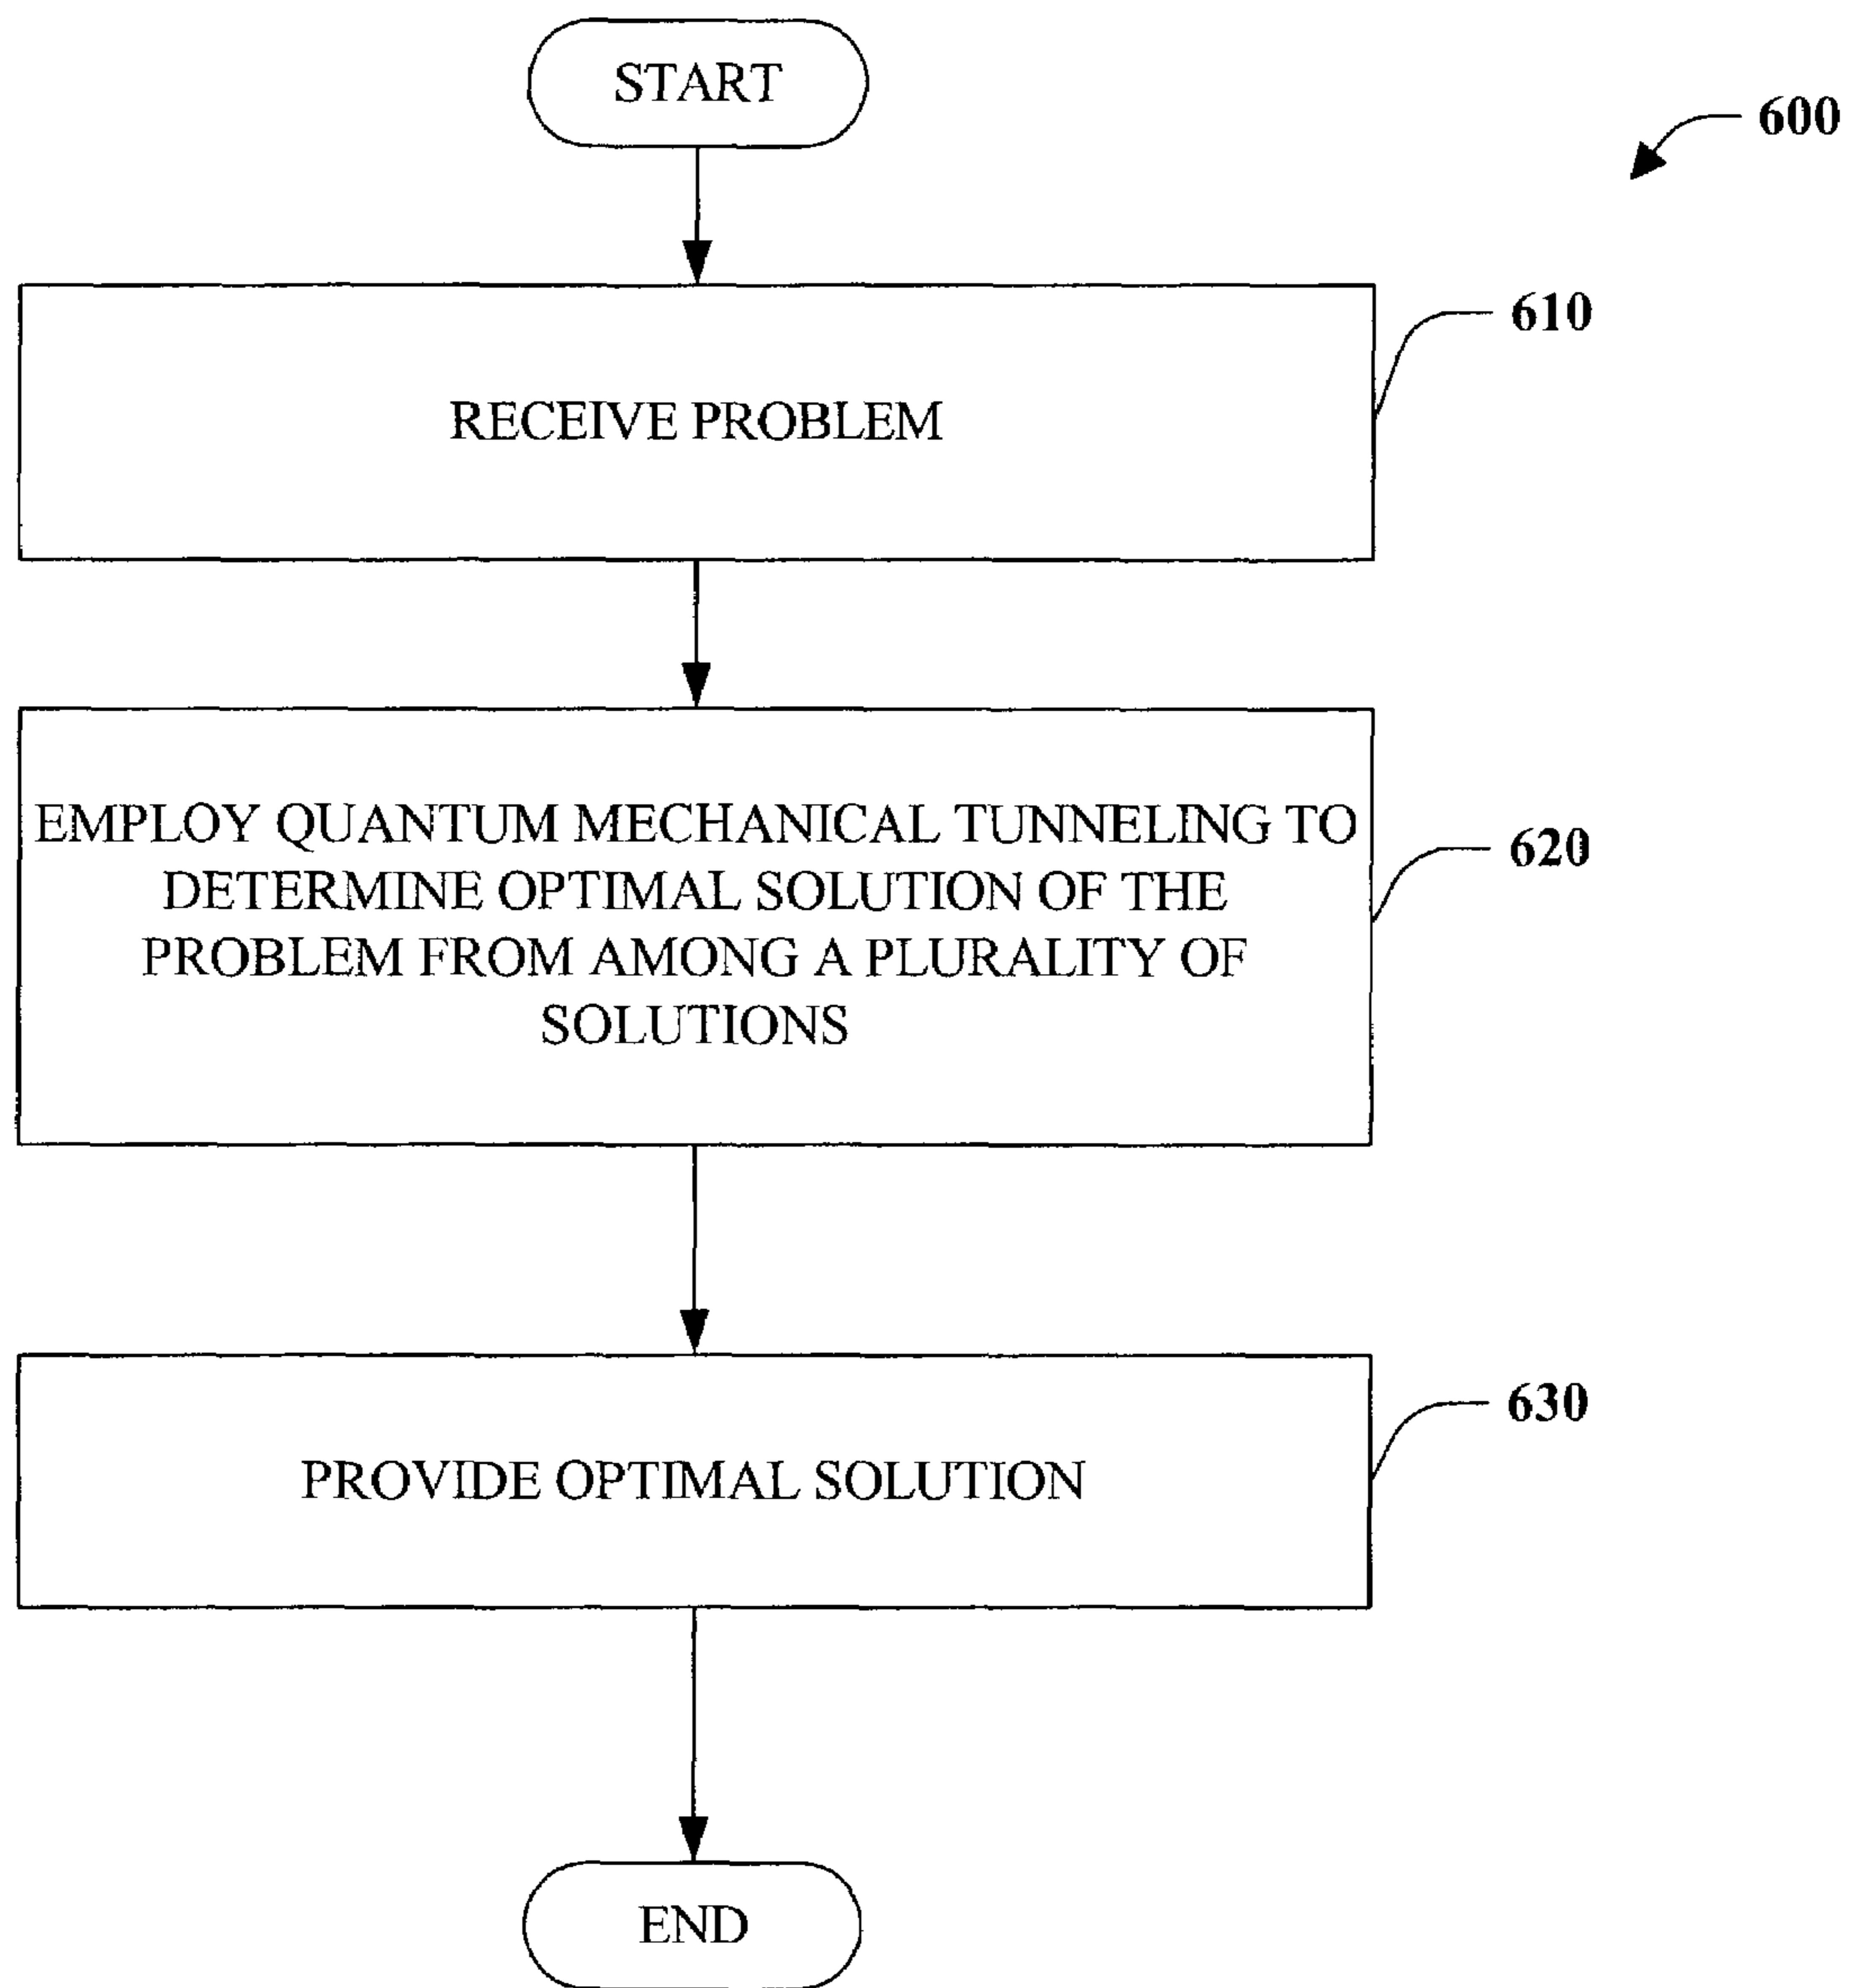 START
600
610
RECEIVE PROBLEM
EMPLOY QUANTUM MECHANICAL TUNNELING TO
DETERMINE OPTIMAL SOLUTION OF THE
PROBLEM FROM AMONG A PLURALITY OF
SOLUTIONS
620
PROVIDE OPTIMAL SOLUTION
630
END